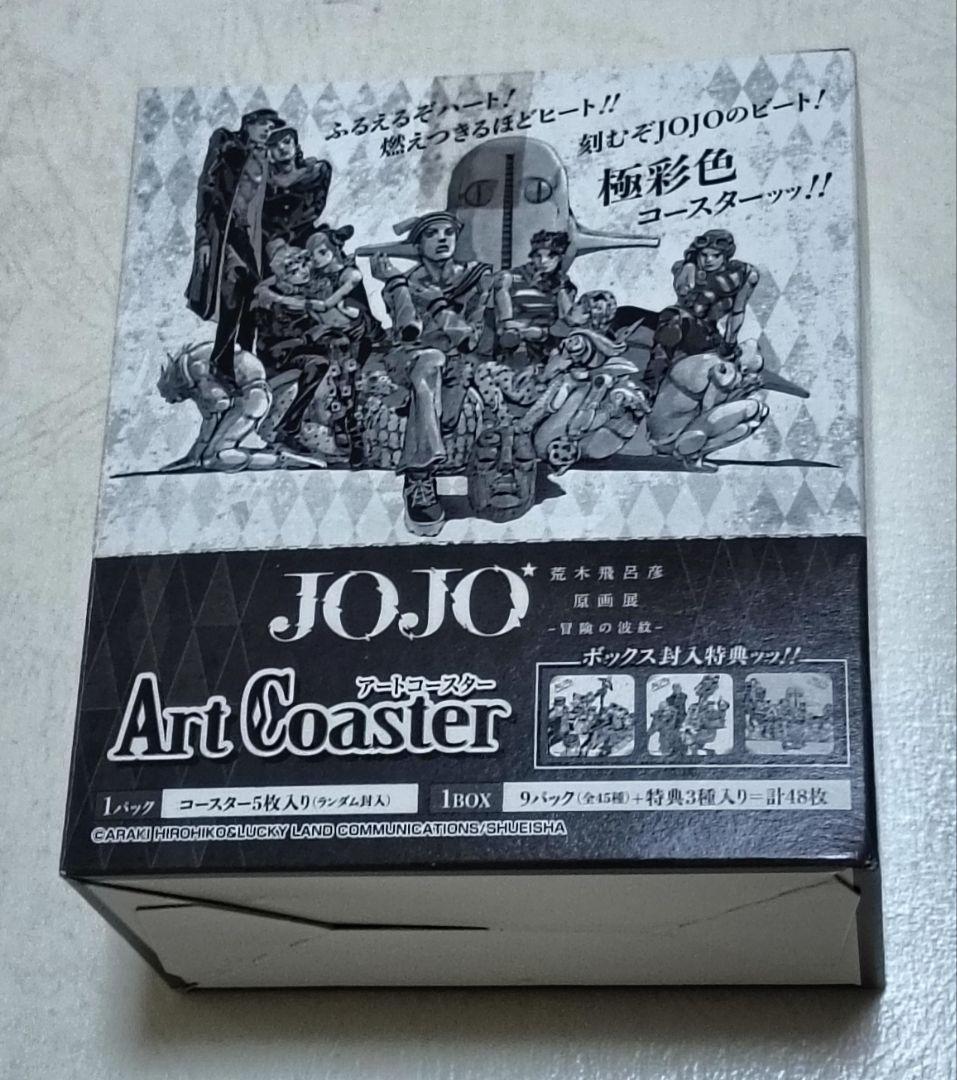 ふるえるぞハート!
燃えつきるほどヒート!!
刻むぞJOJOのビート!
極彩色
コースターッッ!!
JOJO
荒木飛呂彦
原画展
-冒険の波紋-
アートコースター
Art Coaster
ボックス封入特典ッッ!!
1パック コースター5枚入り(ランダム封入)
1BOX 9パック(全45種)+特典3種入り=計48枚
©ARAKI HIROHIKO&LUCKY LAND COMMUNICATIONS/SHUEISHA